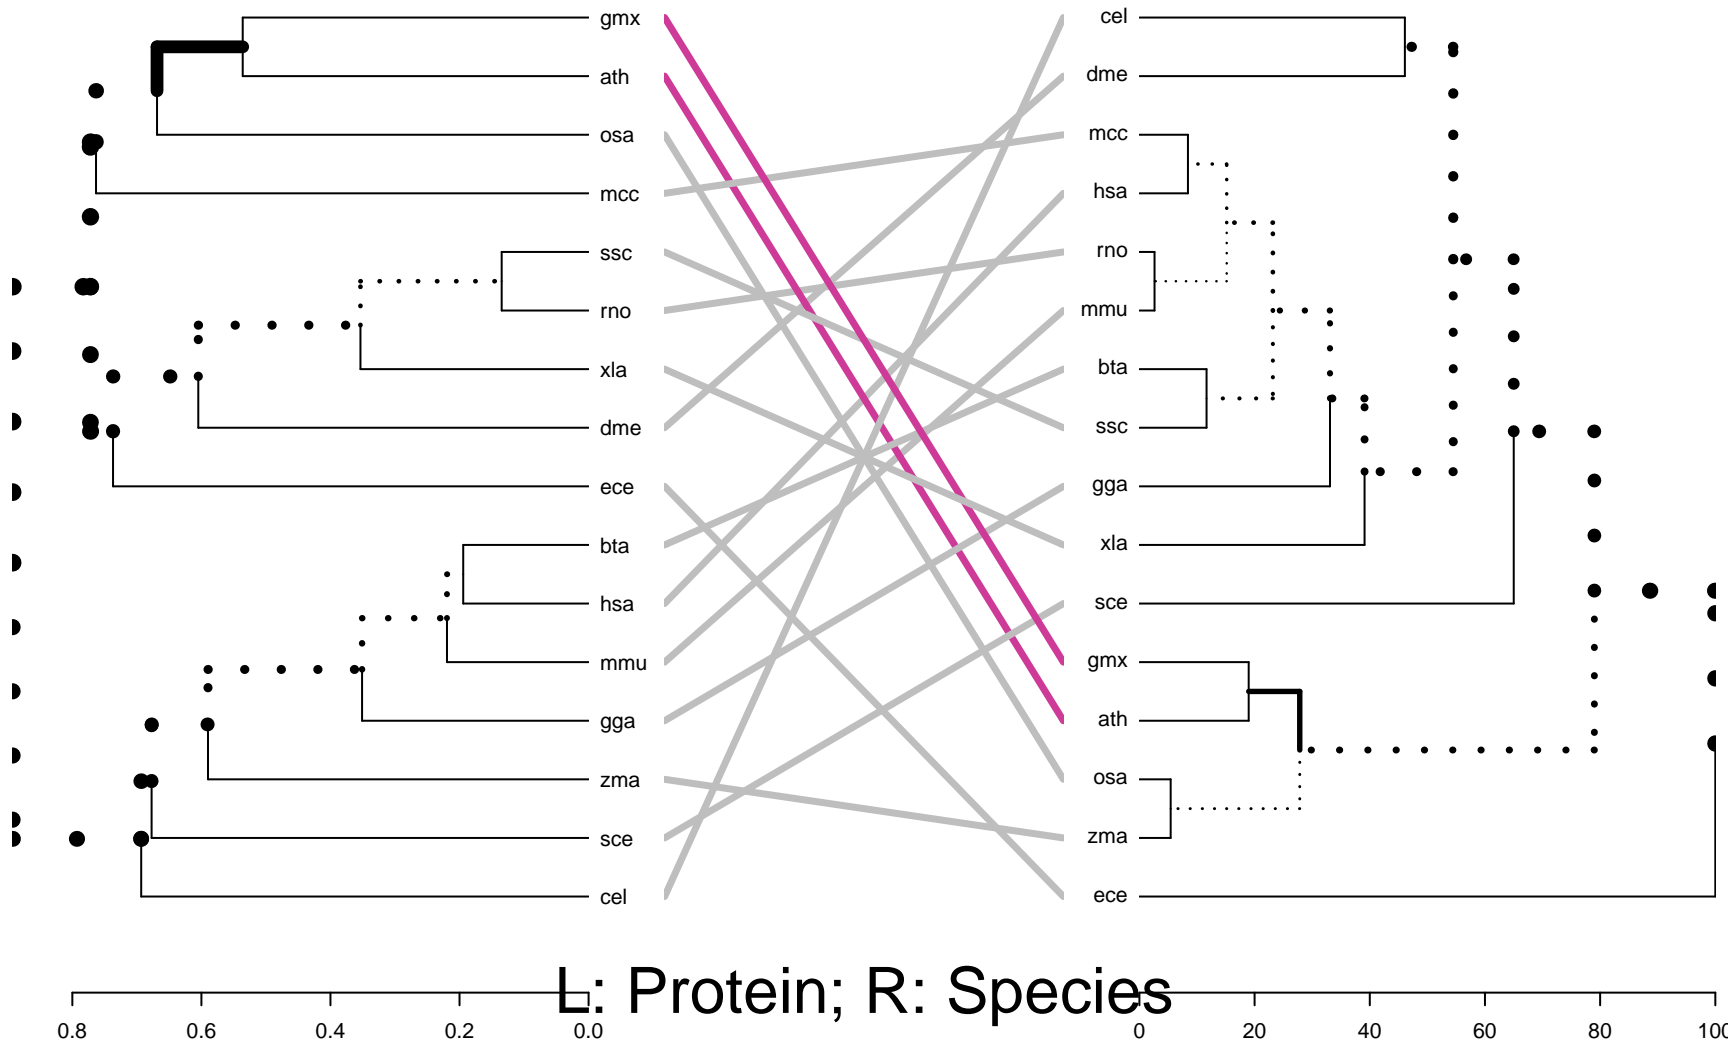 gmx
ath
osa
mcc
ssc
rno
xla
dme
ece
bta
hsa
mmu
gga
zma
sce
cel
cel
dme
mcc
hsa
rno
mmu
bta
ssc
gga
xla
sce
gmx
ath
osa
zma
ece
L: Protein; R: Species
0.8 0.6 0.4 0.2 0.0
0 20 40 60 80 100